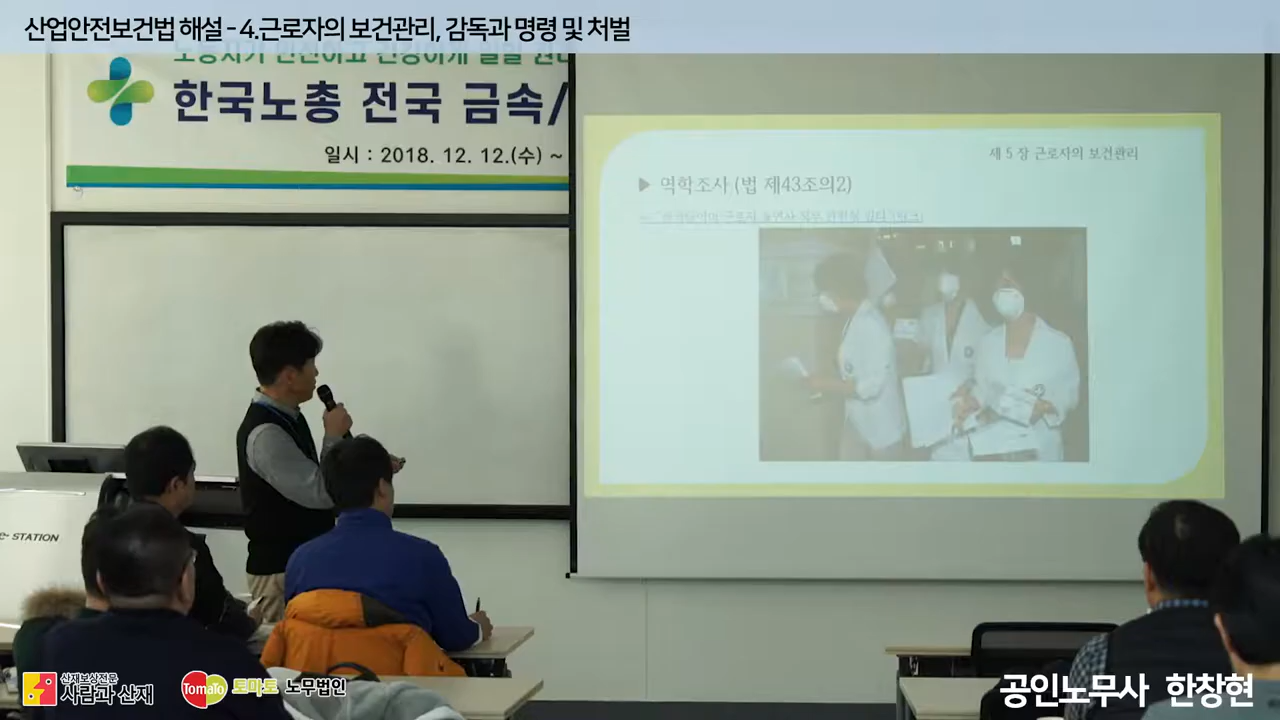 산업안전보건법 해설 - 4.근로자의 보건관리, 감독과 명령 및 처벌
한국노총 전국 금속/
일시 : 2018. 12. 12.(수) ~
제 5 장 근로자의 보건관리
▶ 역학조사 (법 제43조의2)
e- STATION
산재보상전문
사람과 산재
TomaTo
토마토 노무법인
공인노무사 한창현